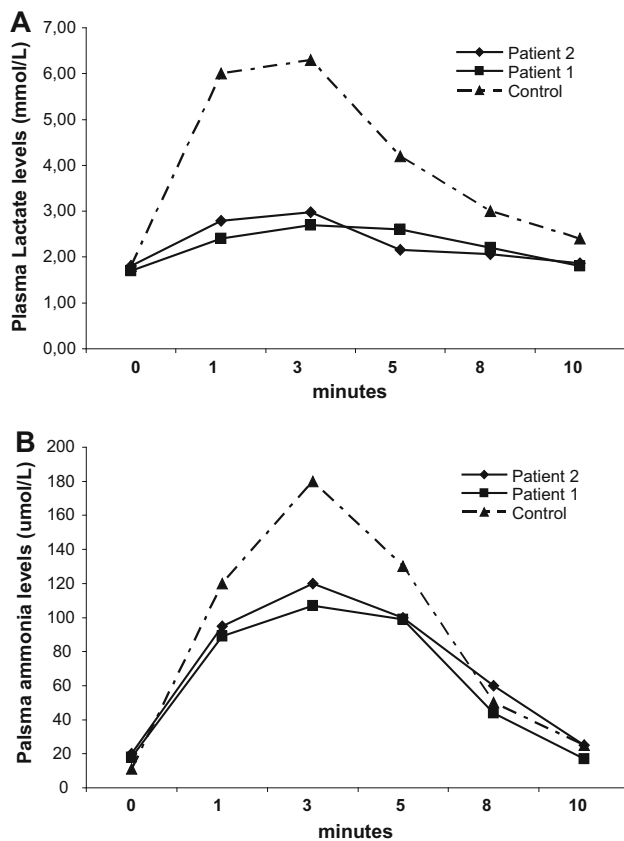 A
Plasma Lactate levels (mmol/L)
7,00
6,00
5,00
4,00
3,00
2,00
1,00
0,00
Patient 2
Patient 1
Control
0 1 3 5 8 10
minutes
B
Palsma ammonia levels (umol/L)
200
180
160
140
120
100
80
60
40
20
0
Patient 2
Patient 1
Control
0 1 3 5 8 10
minutes